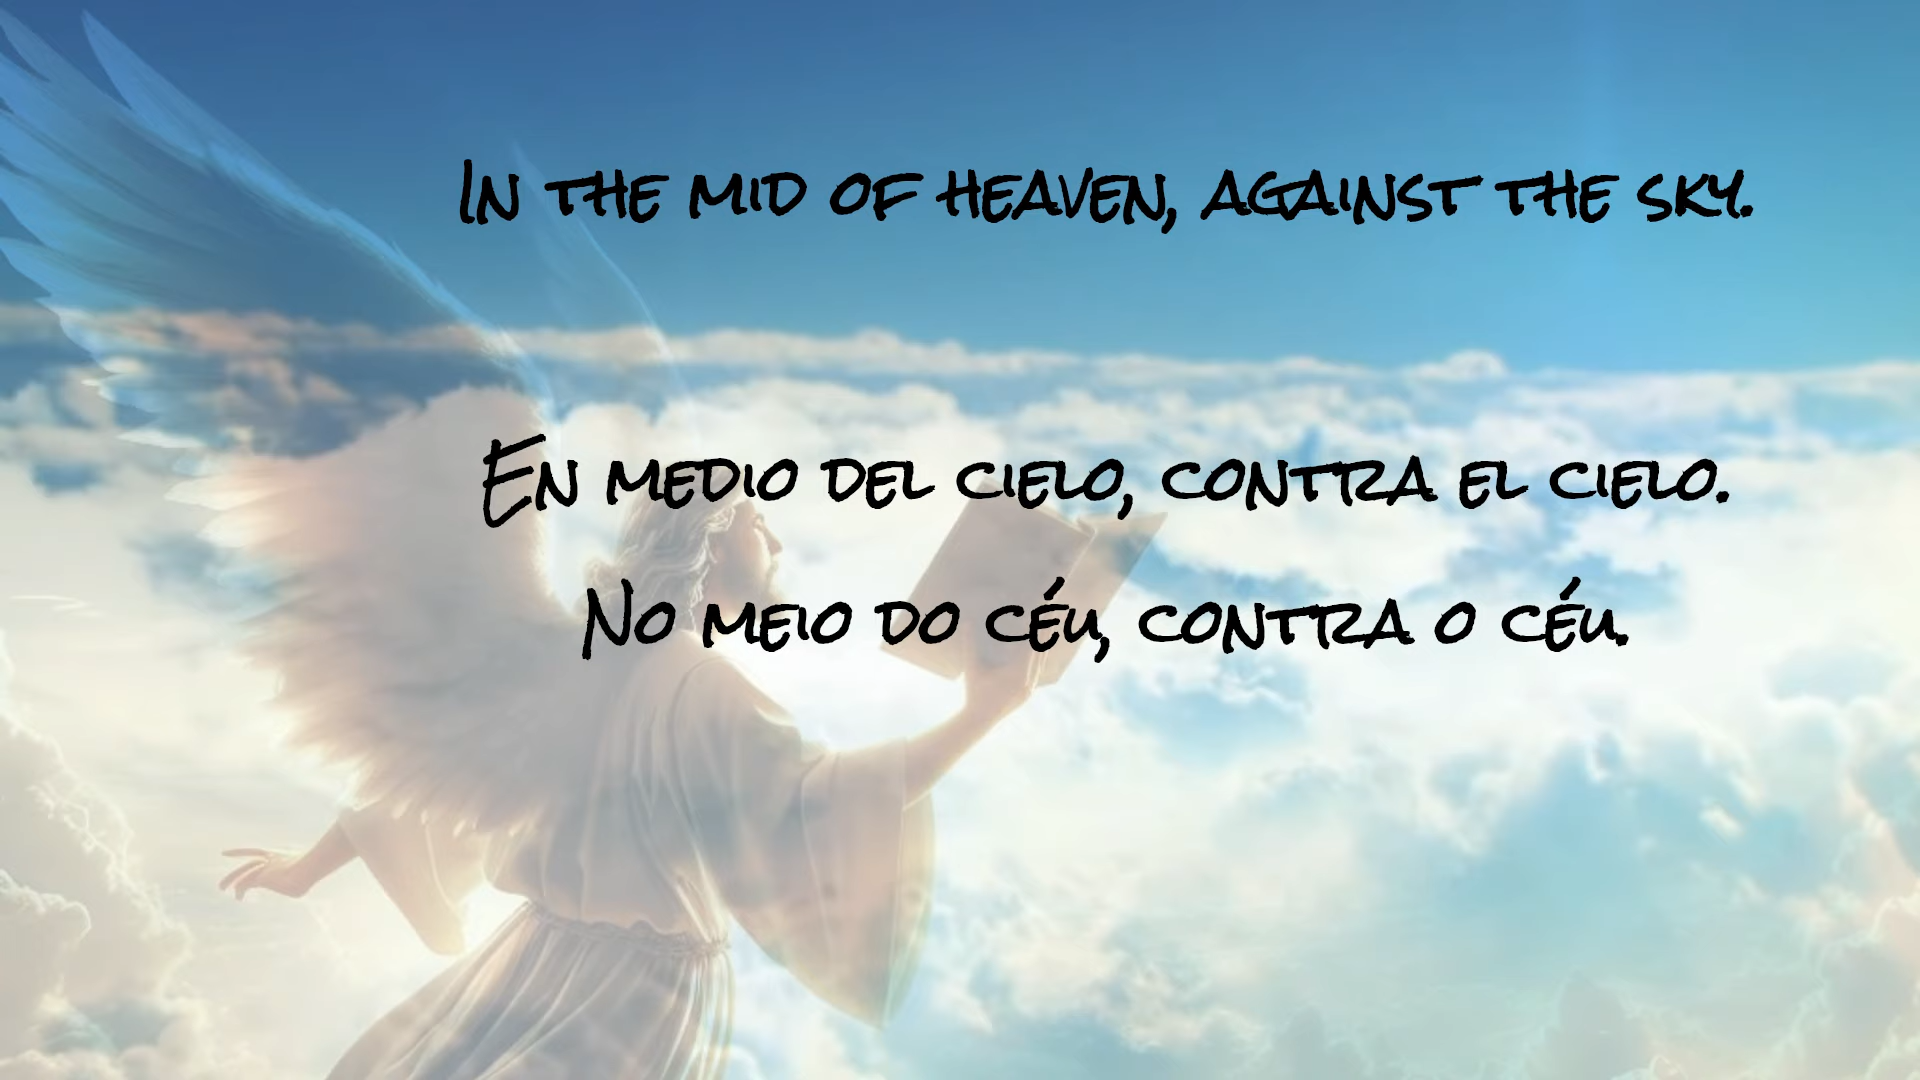 In the mid of heaven, against the sky.
En medio del cielo, contra el cielo.
No meio do céu, contra o céu.